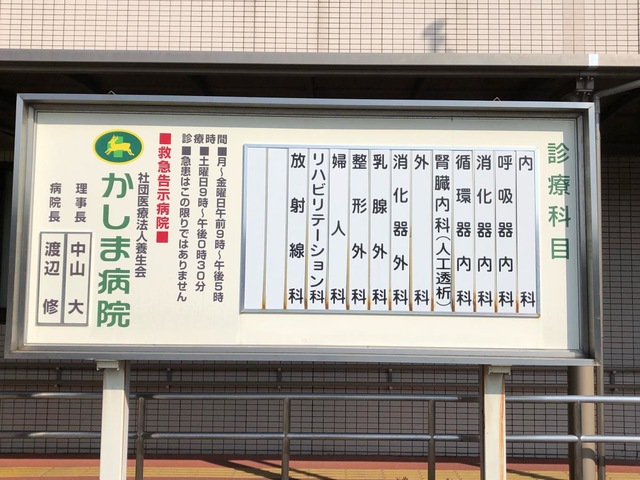 診療科目
内科
呼吸器内科
消化器内科
循環器内科
腎臓内科(人工透析)
外科
消化器外科
乳腺外科
整形外科
婦人科
リハビリテーション科
放射線科
診療時間
■月～金曜日午前9時～午後5時
■土曜日9時～午後0時30分
■急患はこの限りではありません
■救急告示病院■
社団医療法人養生会
かしま病院
理事長 中山 大
病院長 渡辺 修